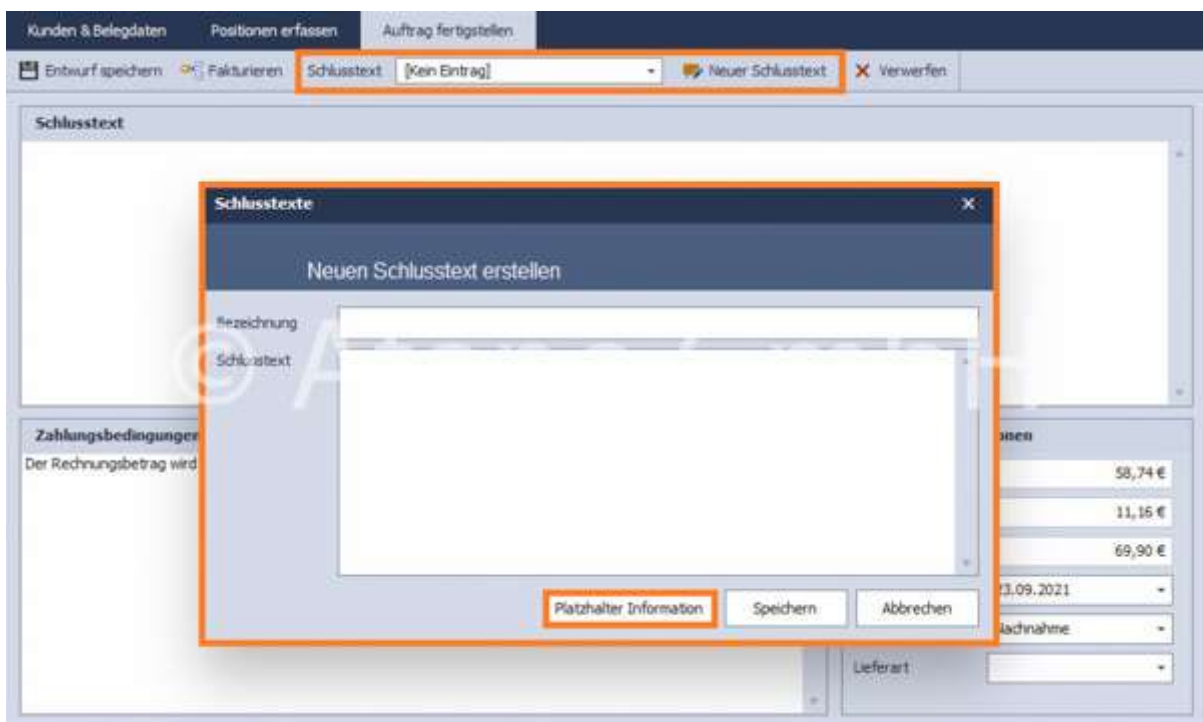 Kunden & Belegdaten Positionen erfassen Auftrag fertigstellen
Entwurf speichern Fakturieren Schlusstext [Kein Eintrag] Neuer Schlusstext Verwerfen
Schlusstext
Schlusstexte
Neuen Schlusstext erstellen
Bezeichnung
Schlusstext
Zahlungsbedingungen onen
Der Rechnungsbetrag wird
58,74 €
11,16 €
69,90 €
Platzhalter Information Speichern Abbrechen
23.09.2021
Nachnahme
Lieferart